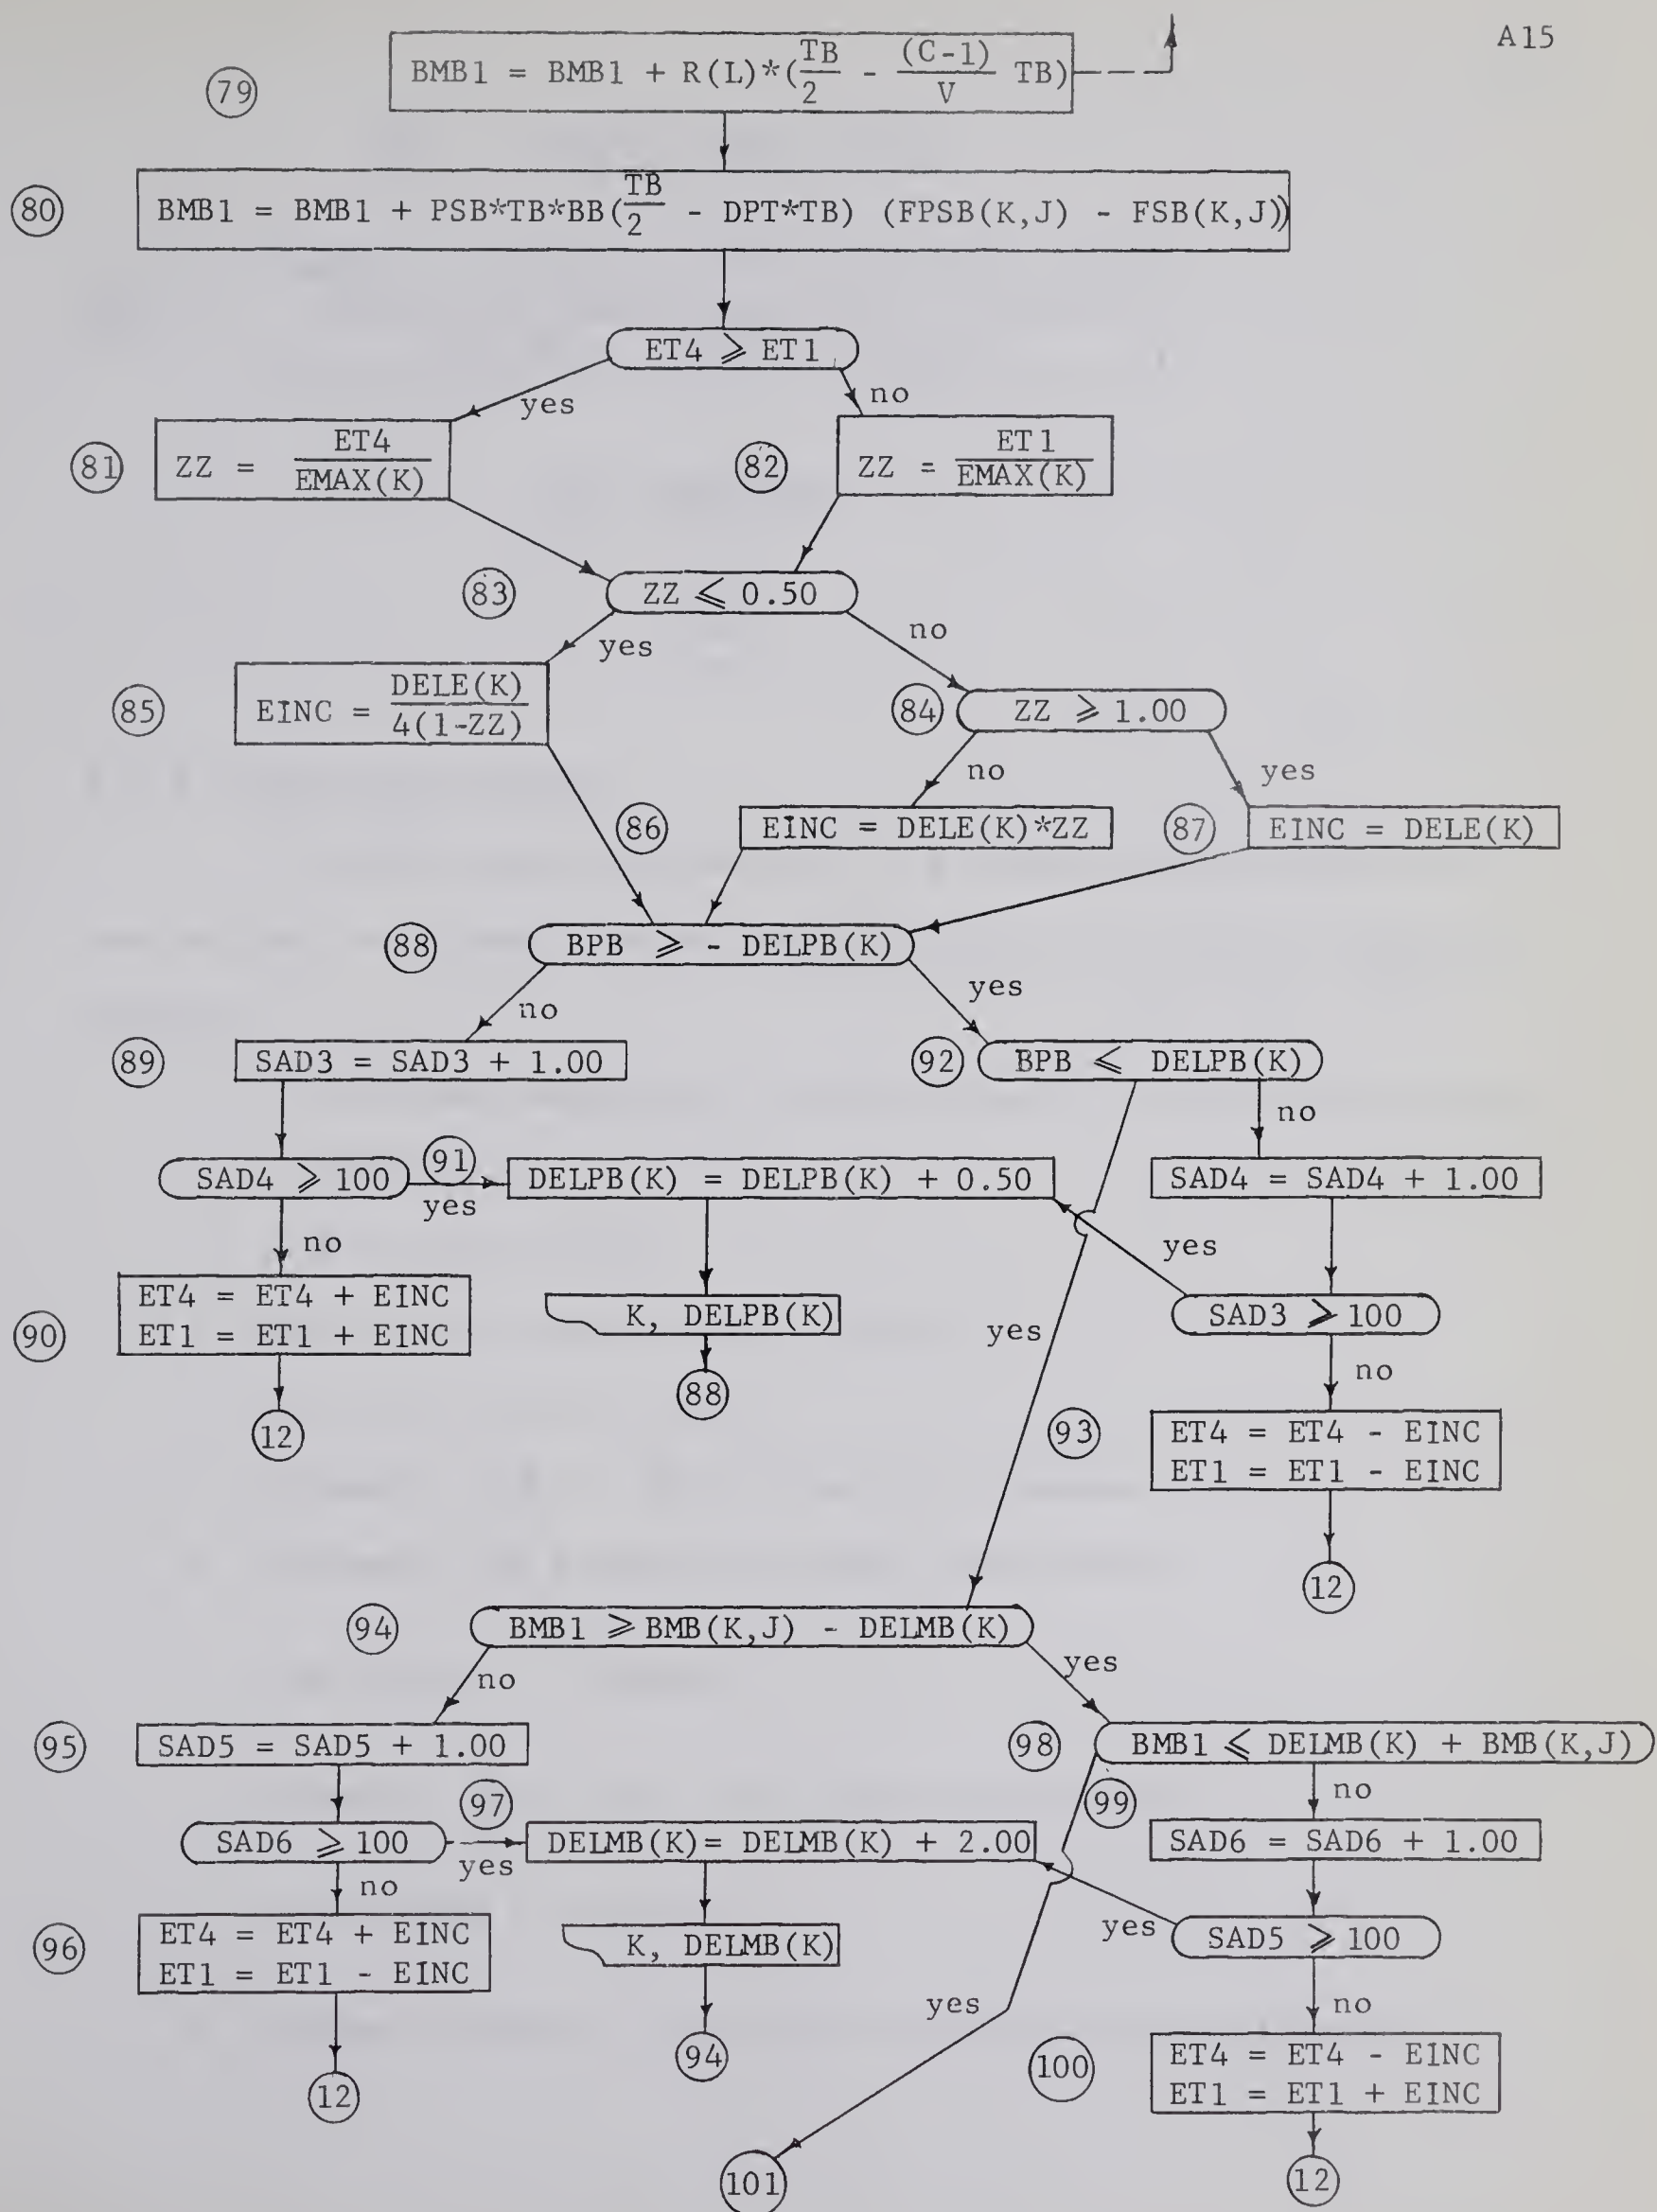 A15
79
BMB1 = BMB1 + R(L)*(TB/2 - (C-1)/V TB)
80
BMB1 = BMB1 + PSB*TB*BB(TB/2 - DPT*TB) (FPSB(K,J) - FSB(K,J))
ET4 ⩾ ET1
yes
no
81
ZZ = ET4/EMAX(K)
82
ZZ = ET1/EMAX(K)
83
ZZ ⩽ 0.50
yes
no
85
EINC = DELE(K)/4(1-ZZ)
84
ZZ ⩾ 1.00
no
yes
86
EINC = DELE(K)*ZZ
87
EINC = DELE(K)
88
BPB ⩾ - DELPB(K)
no
yes
89
SAD3 = SAD3 + 1.00
92
BPB ⩽ DELPB(K)
no
SAD4 ⩾ 100
91
yes
DELPB(K) = DELPB(K) + 0.50
SAD4 = SAD4 + 1.00
no
yes
90
ET4 = ET4 + EINC
ET1 = ET1 + EINC
K, DELPB(K)
yes
SAD3 ⩾ 100
no
12
88
93
ET4 = ET4 - EINC
ET1 = ET1 - EINC
12
94
BMB1 ⩾ BMB(K,J) - DELMB(K)
no
yes
95
SAD5 = SAD5 + 1.00
98
BMB1 ⩽ DELMB(K) + BMB(K,J)
no
97
99
SAD6 ⩾ 100
yes
DELMB(K)= DELMB(K) + 2.00
SAD6 = SAD6 + 1.00
no
96
ET4 = ET4 + EINC
ET1 = ET1 - EINC
K, DELMB(K)
yes
SAD5 ⩾ 100
yes
no
12
94
100
ET4 = ET4 - EINC
ET1 = ET1 + EINC
101
12